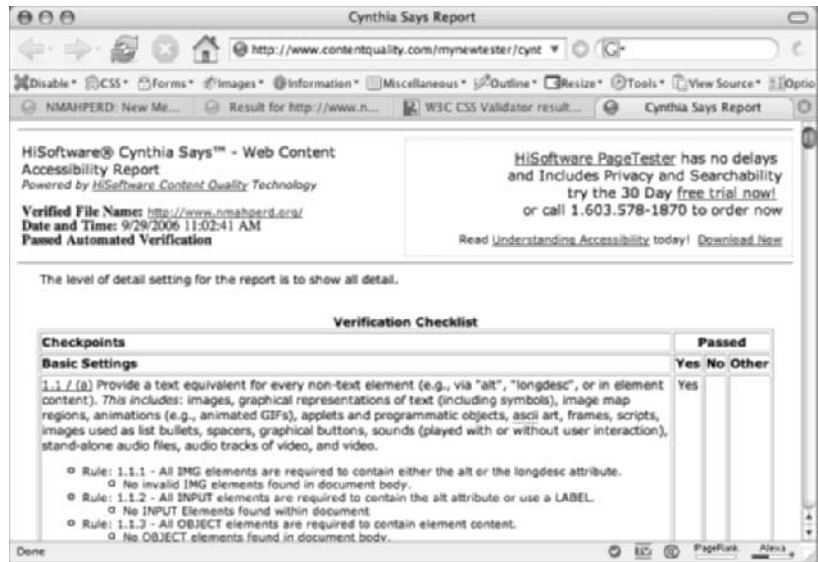 Cynthia Says Report
http://www.contentquality.com/mynewtester/cynt
Disable CSS Forms Images Information Miscellaneous Outline Resize Tools View Source Optio
NMAHPERD: New Me... Result for http://www.n... W3C CSS Validator result... Cynthia Says Report
HiSoftware® Cynthia Says™ - Web Content
Accessibility Report
Powered by HiSoftware Content Quality Technology
Verified File Name: http://www.nmahperd.org/
Date and Time: 9/29/2006 11:02:41 AM
Passed Automated Verification
HiSoftware PageTester has no delays
and Includes Privacy and Searchability
try the 30 Day free trial now!
or call 1.603.578-1870 to order now
Read Understanding Accessibility today! Download Now
The level of detail setting for the report is to show all detail.
Verification Checklist
Checkpoints Passed
Basic Settings Yes No Other
1.1 / (a) Provide a text equivalent for every non-text element (e.g., via "alt", "longdesc", or in element Yes
content). This includes: images, graphical representations of text (including symbols), image map
regions, animations (e.g., animated GIFs), applets and programmatic objects, ascii art, frames, scripts,
images used as list bullets, spacers, graphical buttons, sounds (played with or without user interaction),
stand-alone audio files, audio tracks of video, and video.
Rule: 1.1.1 - All IMG elements are required to contain either the alt or the longdesc attribute.
No invalid IMG elements found in document body.
Rule: 1.1.2 - All INPUT elements are required to contain the alt attribute or use a LABEL.
No INPUT Elements found within document
Rule: 1.1.3 - All OBJECT elements are required to contain element content.
No OBJECT elements found in document body.
Done PageRank Alexa